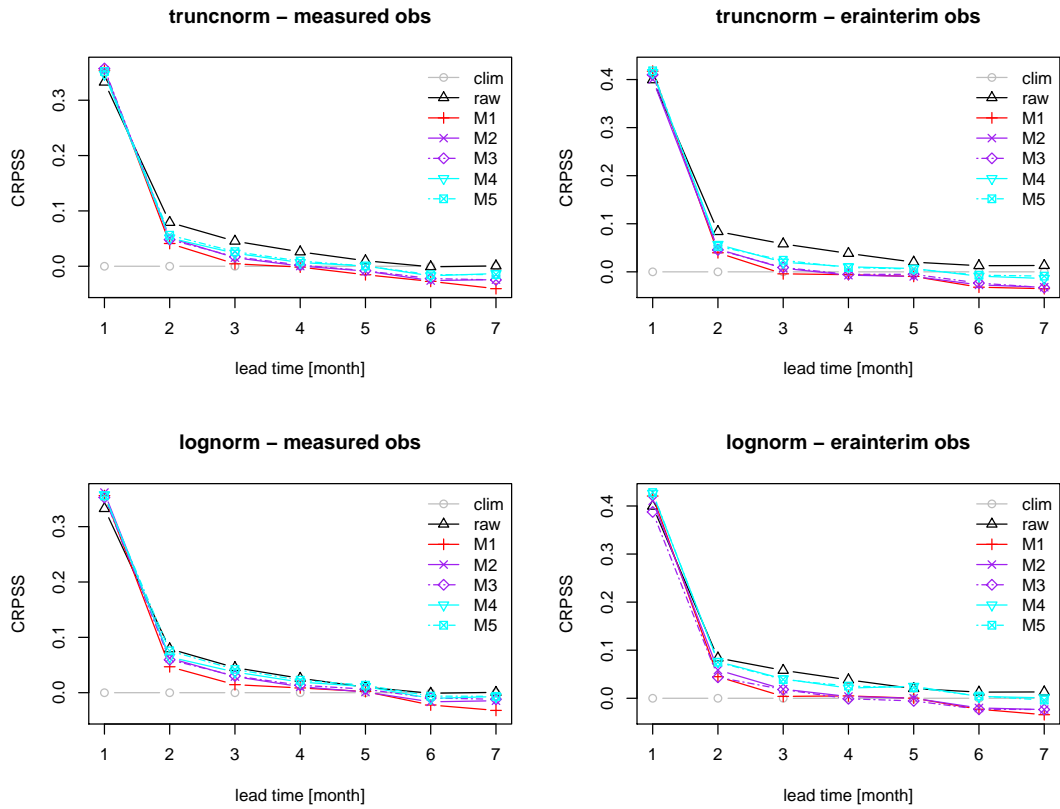 truncnorm − measured obs
CRPSS
0.0
0.1
0.3
1 2 3 4 5 6 7
lead time [month]
clim
raw
M1
M2
M3
M4
M5
truncnorm − erainterim obs
CRPSS
0.0
0.1
0.2
0.3
0.4
1 2 3 4 5 6 7
lead time [month]
clim
raw
M1
M2
M3
M4
M5
lognorm − measured obs
CRPSS
0.0
0.1
0.3
1 2 3 4 5 6 7
lead time [month]
clim
raw
M1
M2
M3
M4
M5
lognorm − erainterim obs
CRPSS
0.0
0.1
0.2
0.3
0.4
1 2 3 4 5 6 7
lead time [month]
clim
raw
M1
M2
M3
M4
M5